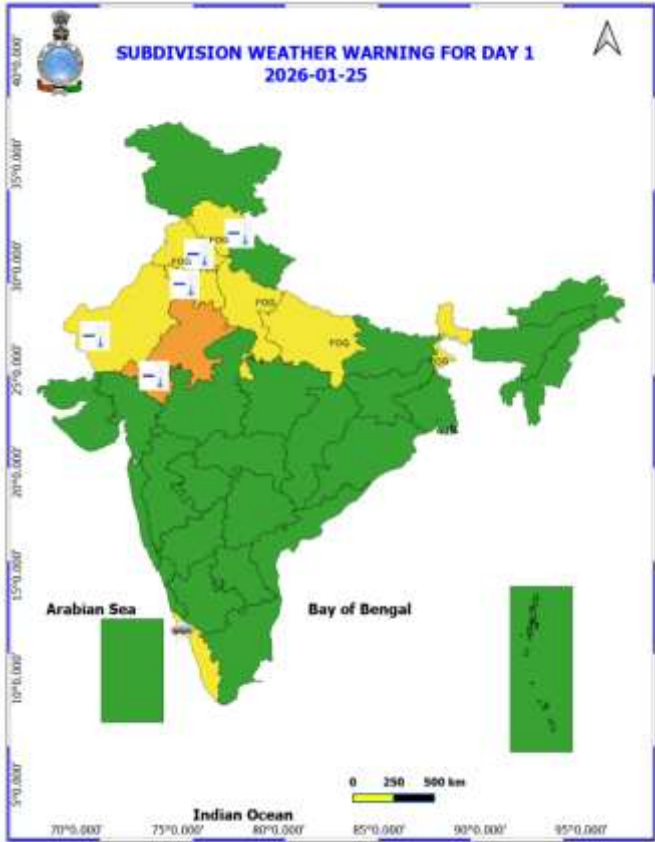 SUBDIVISION WEATHER WARNING FOR DAY 1
2026-01-25
40°0.000'
35°0.000'
30°0.000'
25°0.000'
20°0.000'
15°0.000'
10°0.000'
5°0.000'
FOG
FOG
FOG
FOG
Arabian Sea
Bay of Bengal
0 250 500 km
Indian Ocean
70°0.000' 75°0.000' 80°0.000' 85°0.000' 90°0.000' 95°0.000'